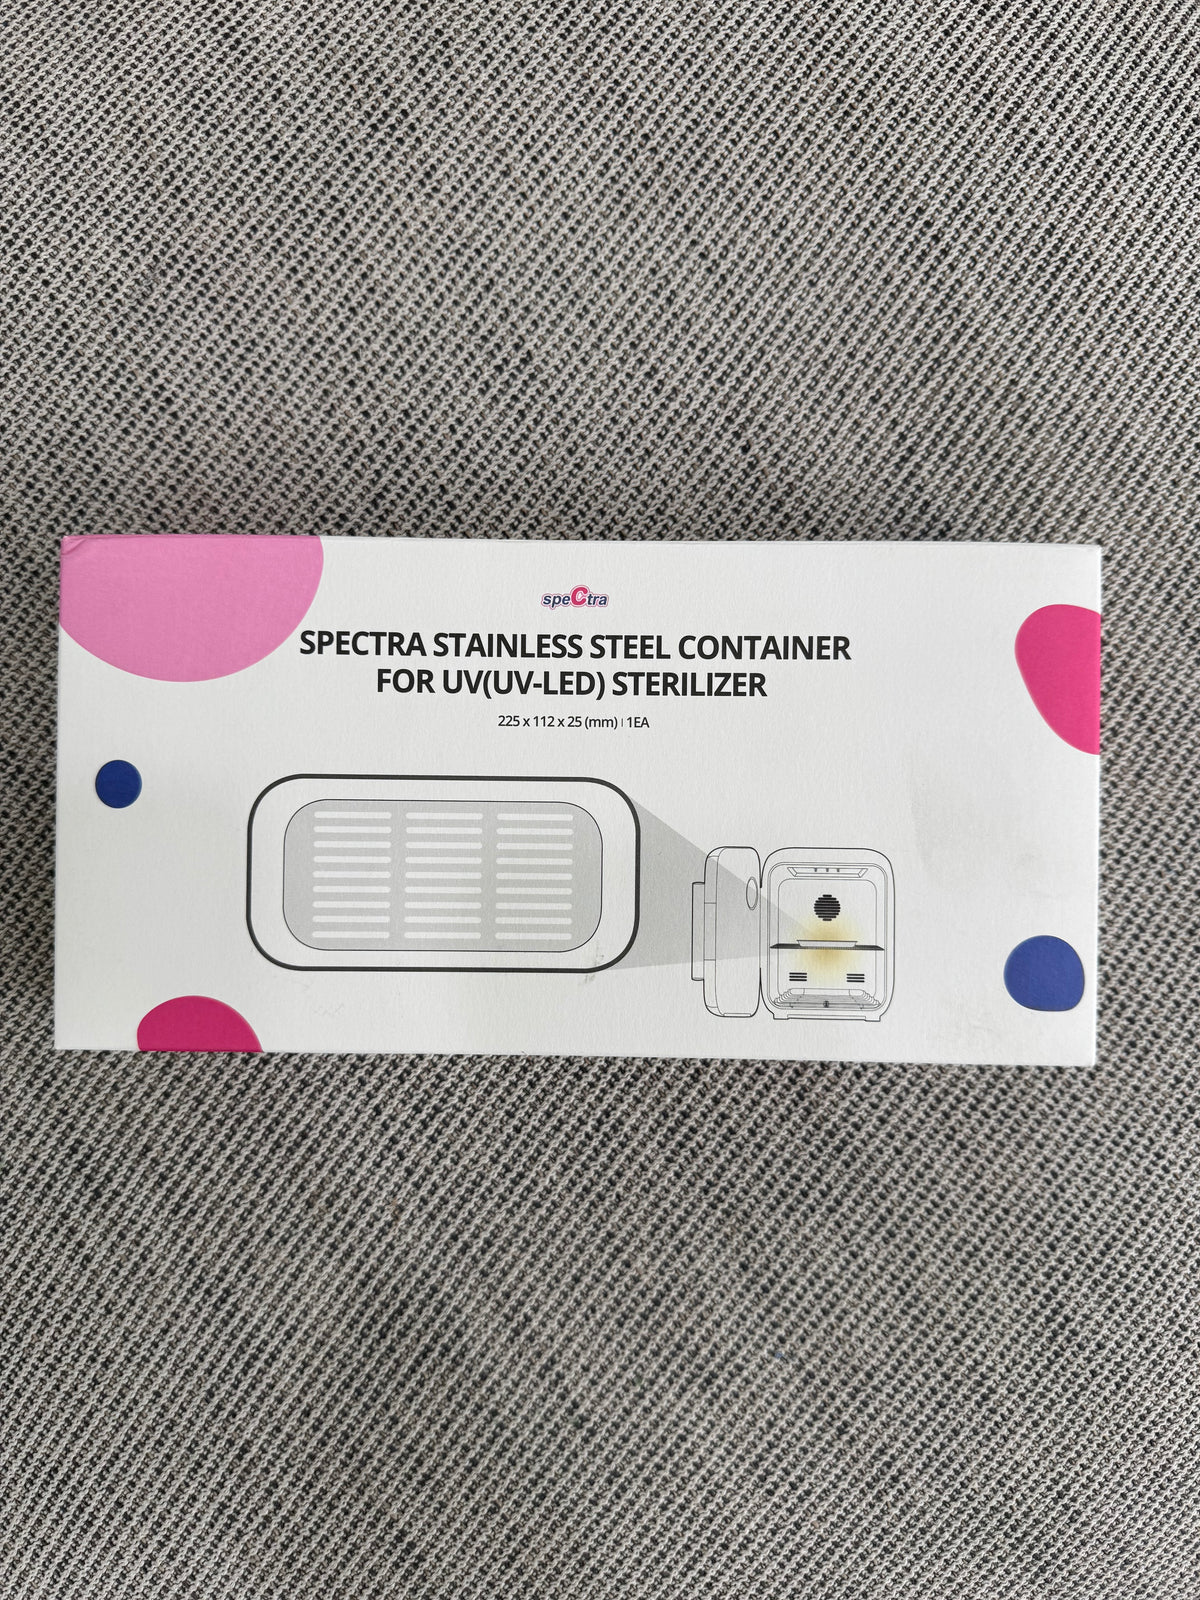 speCtra
SPECTRA STAINLESS STEEL CONTAINER
FOR UV(UV-LED) STERILIZER
225 x 112 x 25 (mm) | 1EA